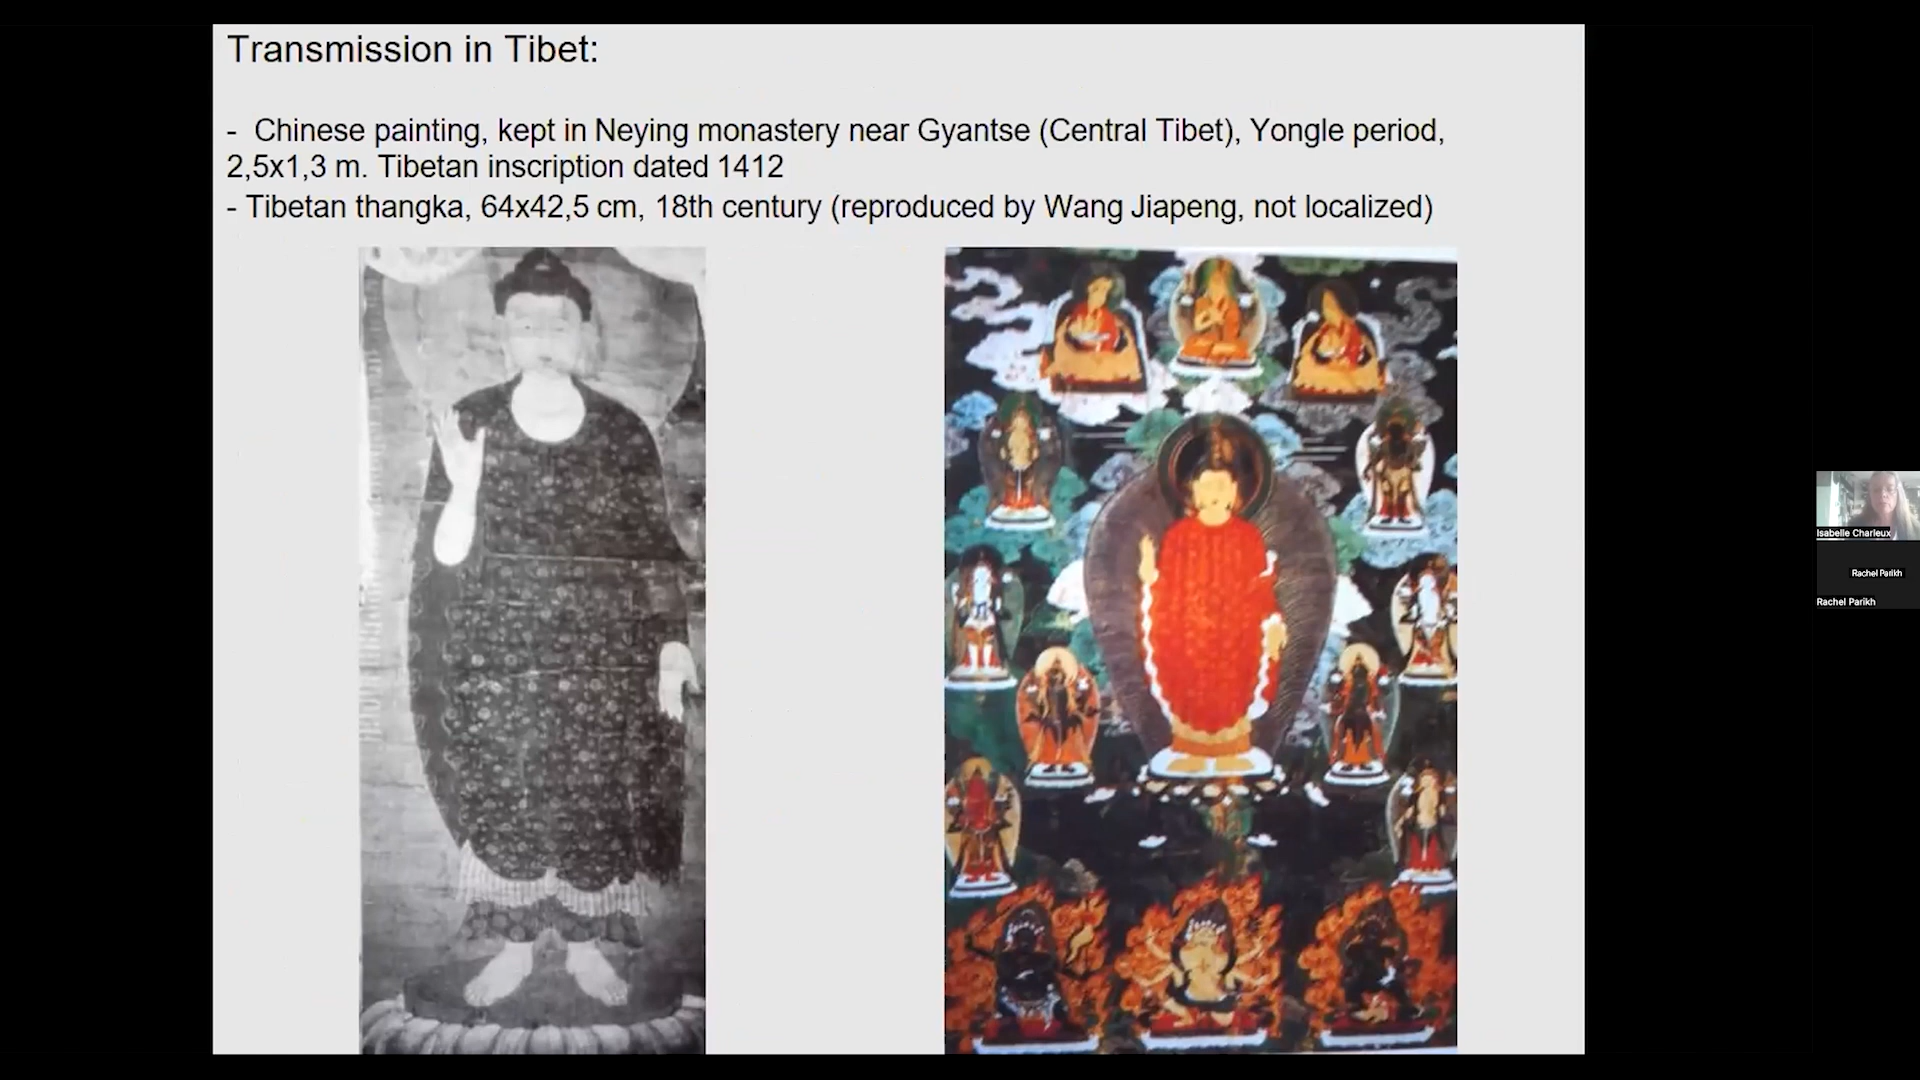 Transmission in Tibet:
- Chinese painting, kept in Neying monastery near Gyantse (Central Tibet), Yongle period,
2,5x1,3 m. Tibetan inscription dated 1412
- Tibetan thangka, 64x42,5 cm, 18th century (reproduced by Wang Jiapeng, not localized)
Isabelle Charleux
Rachel Parikh
Rachel Parikh